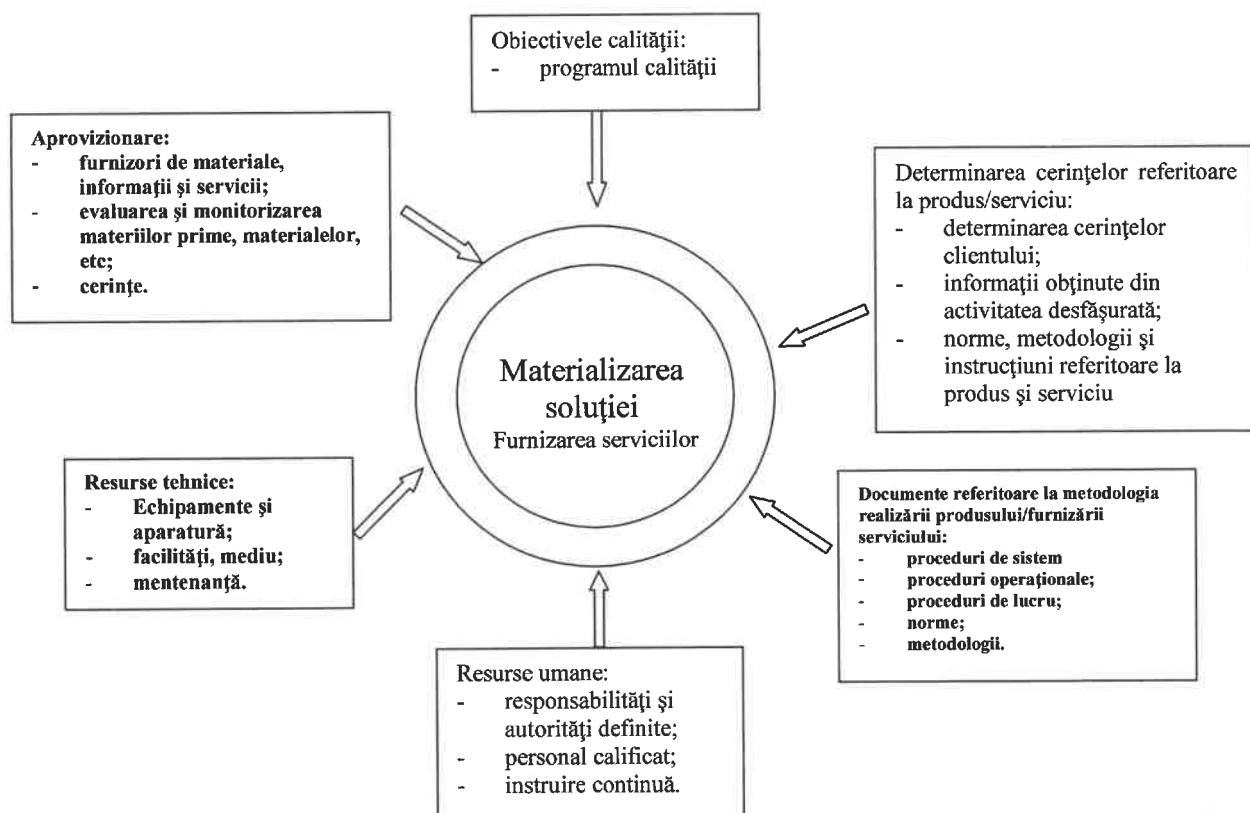 Obiectivele calităţii:
- programul calităţii
Aprovizionare:
- furnizori de materiale,
informaţii şi servicii;
- evaluarea şi monitorizarea
materiilor prime, materialelor,
etc;
- cerinţe.
Determinarea cerinţelor referitoare
la produs/serviciu:
- determinarea cerinţelor
clientului;
- informaţii obţinute din
activitatea desfăşurată;
- norme, metodologii şi
instrucţiuni referitoare la
produs şi serviciu
Materializarea
soluţiei
Furnizarea serviciilor
Resurse tehnice:
- Echipamente şi
aparatură;
- facilităţi, mediu;
- mentenanţă.
Documente referitoare la metodologia
realizării produsului/furnizării
serviciului:
- proceduri de sistem
- proceduri operaţionale;
- proceduri de lucru;
- norme;
- metodologii.
Resurse umane:
- responsabilităţi şi
autorităţi definite;
- personal calificat;
- instruire continuă.